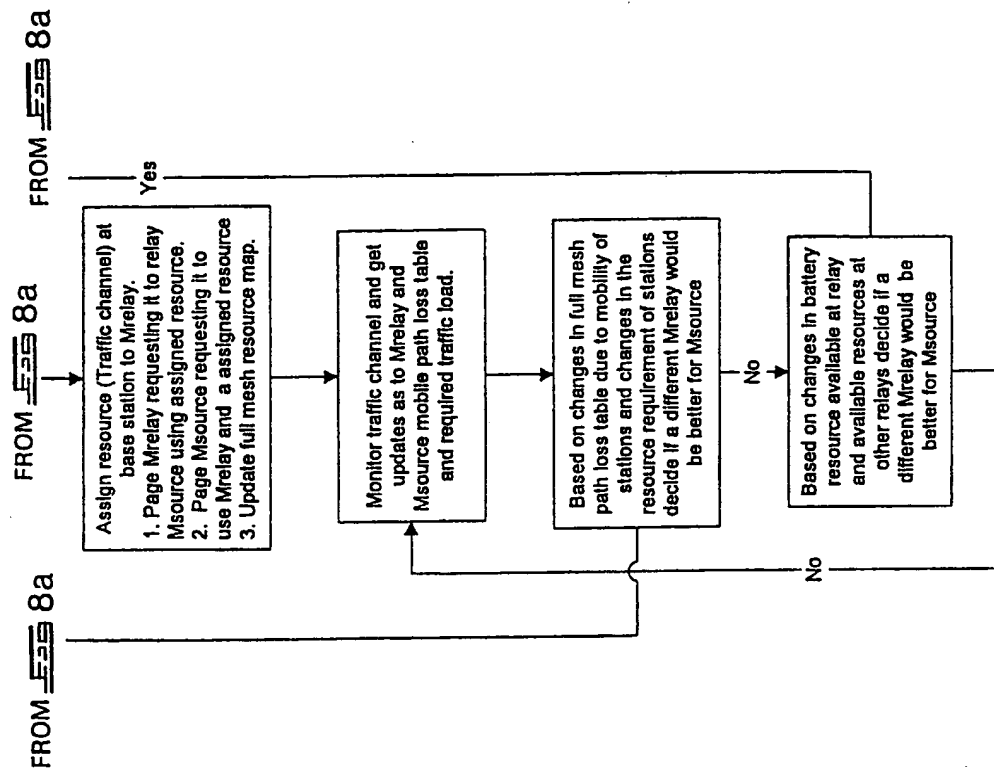 FROM 8a
FROM 8a
FROM 8a
Assign resource (Traffic channel) at
base station to Mrelay.
1. Page Mrelay requesting it to relay
Msource using assigned resource.
2. Page Msource requesting it to
use Mrelay and a assigned resource
3. Update full mesh resource map.
Yes
Monitor traffic channel and get
updates as to Mrelay and
Msource mobile path loss table
and required traffic load.
Based on changes in full mesh
path loss table due to mobility of
stations and changes in the
resource requirement of stations
decide if a different Mrelay would
be better for Msource
No
Based on changes in battery
resource available at relay
and available resources at
other relays decide if a
different Mrelay would be
better for Msource
No